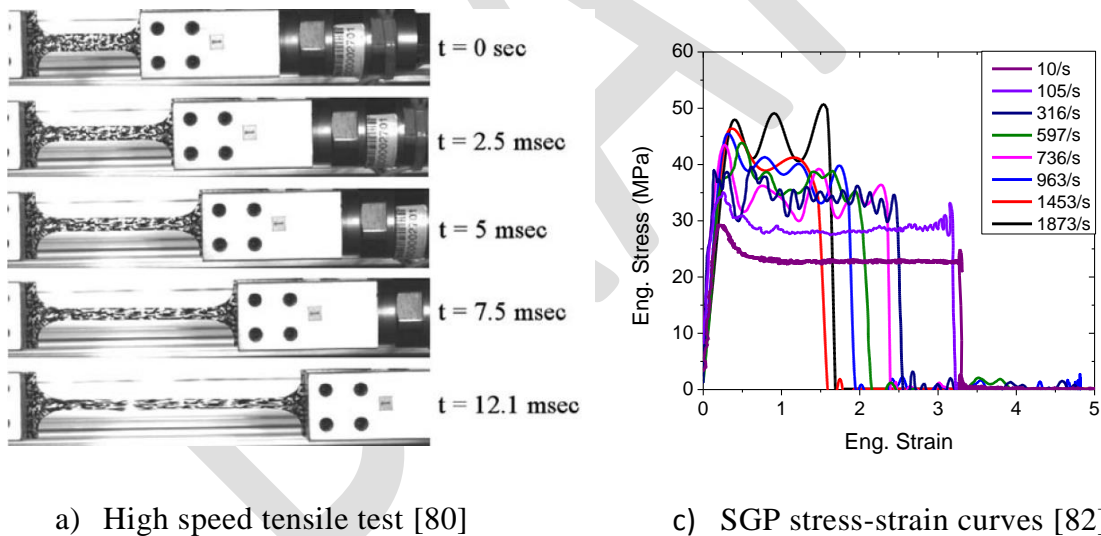 t = 0 sec
t = 2.5 msec
t = 5 msec
t = 7.5 msec
t = 12.1 msec
60
50
40
30
20
10
0
Eng. Stress (MPa)
0 1 2 3 4 5
Eng. Strain
10/s
105/s
316/s
597/s
736/s
963/s
1453/s
1873/s
a) High speed tensile test [80]
c) SGP stress-strain curves [82]